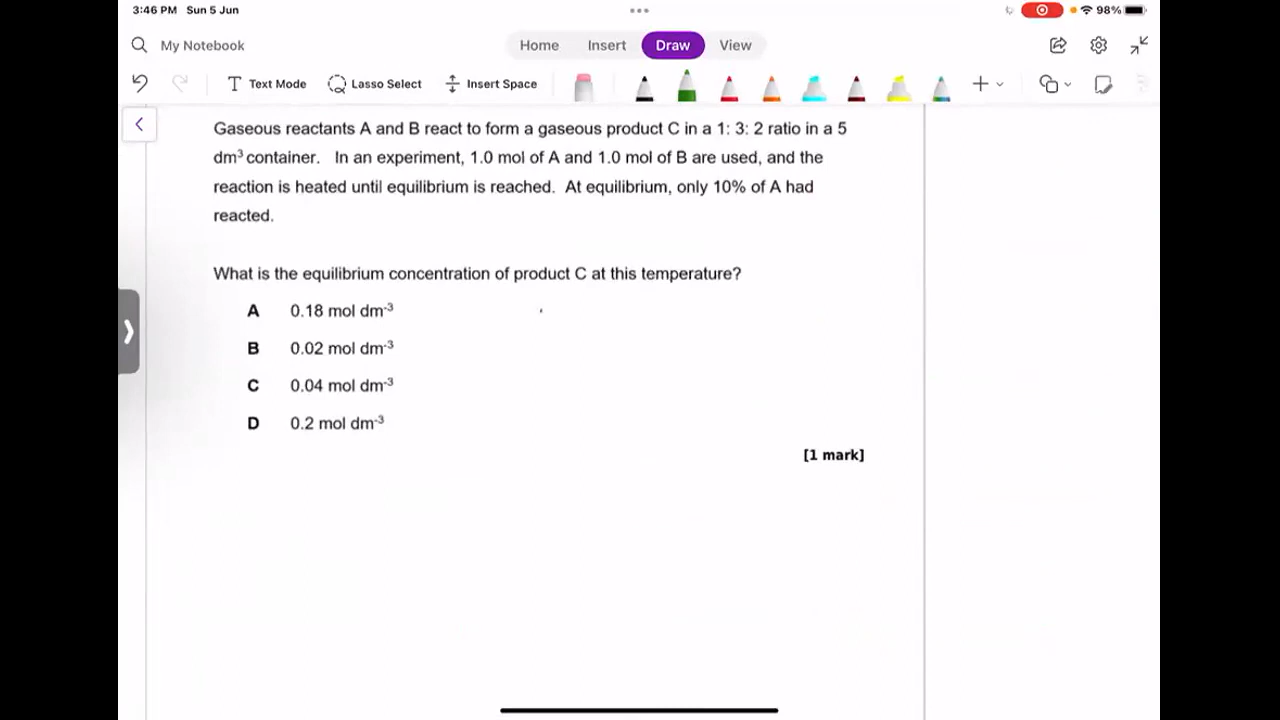 3:46 PM Sun 5 Jun
98%
My Notebook
Home Insert Draw View
Text Mode Lasso Select Insert Space
Gaseous reactants A and B react to form a gaseous product C in a 1: 3: 2 ratio in a 5
dm³ container. In an experiment, 1.0 mol of A and 1.0 mol of B are used, and the
reaction is heated until equilibrium is reached. At equilibrium, only 10% of A had
reacted.
What is the equilibrium concentration of product C at this temperature?
A 0.18 mol dm⁻³
B 0.02 mol dm⁻³
C 0.04 mol dm⁻³
D 0.2 mol dm⁻³
[1 mark]